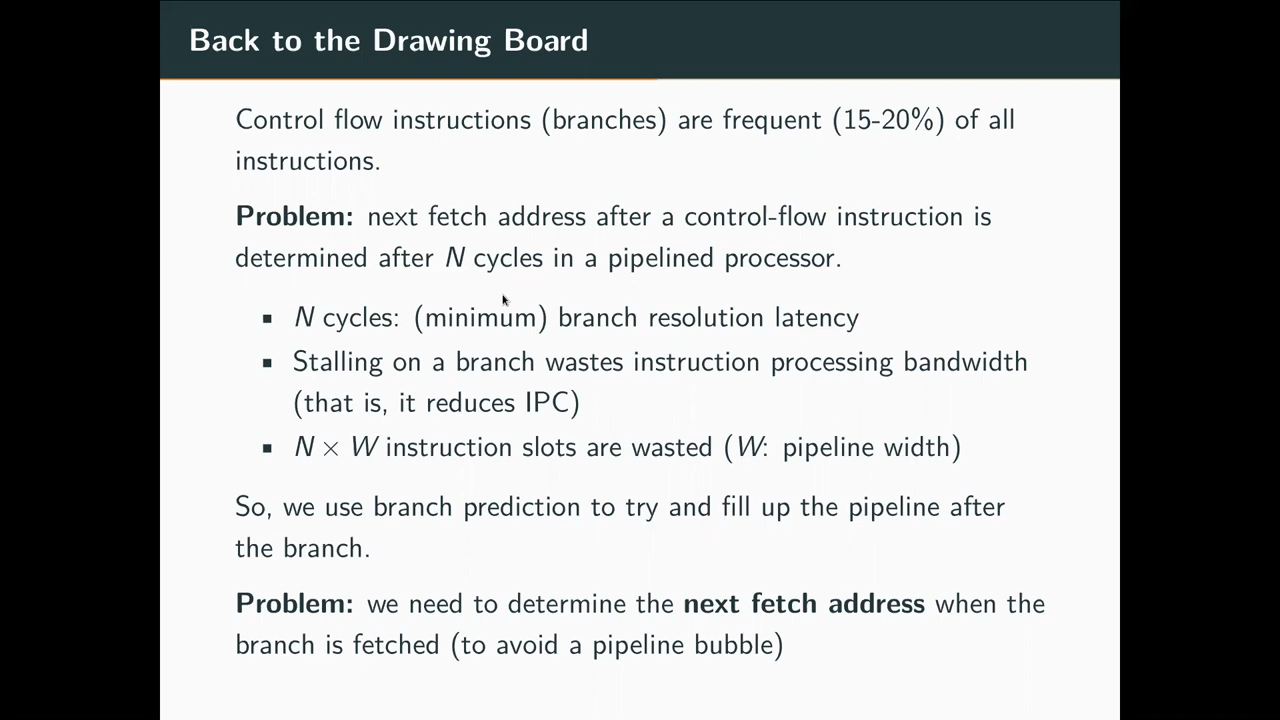 Back to the Drawing Board
Control flow instructions (branches) are frequent (15-20%) of all
instructions.
Problem: next fetch address after a control-flow instruction is
determined after N cycles in a pipelined processor.
▪ N cycles: (minimum) branch resolution latency
▪ Stalling on a branch wastes instruction processing bandwidth
(that is, it reduces IPC)
▪ N × W instruction slots are wasted (W: pipeline width)
So, we use branch prediction to try and fill up the pipeline after
the branch.
Problem: we need to determine the next fetch address when the
branch is fetched (to avoid a pipeline bubble)